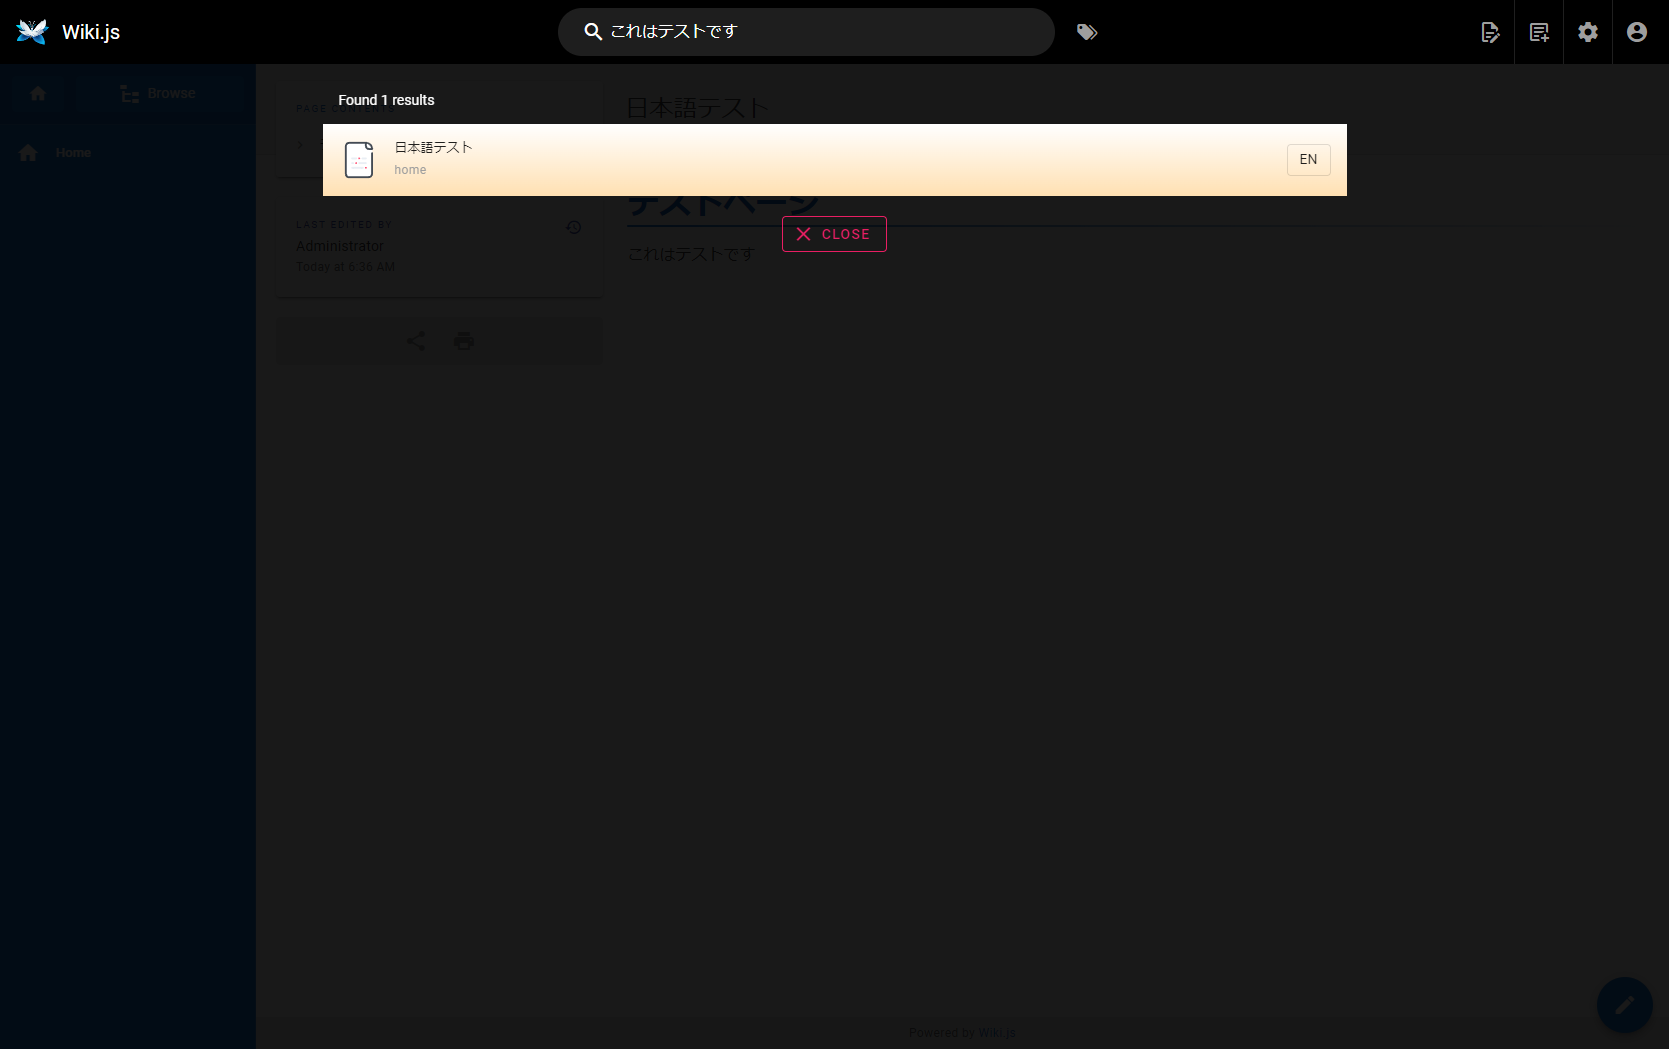 Wiki.js
これはテストです
Browse
Home
Found 1 results
日本語テスト
home
EN
CLOSE
PAGE
LAST EDITED BY
Administrator
Today at 6:36 AM
日本語テスト
テストページ
これはテストです
Powered by Wiki.js